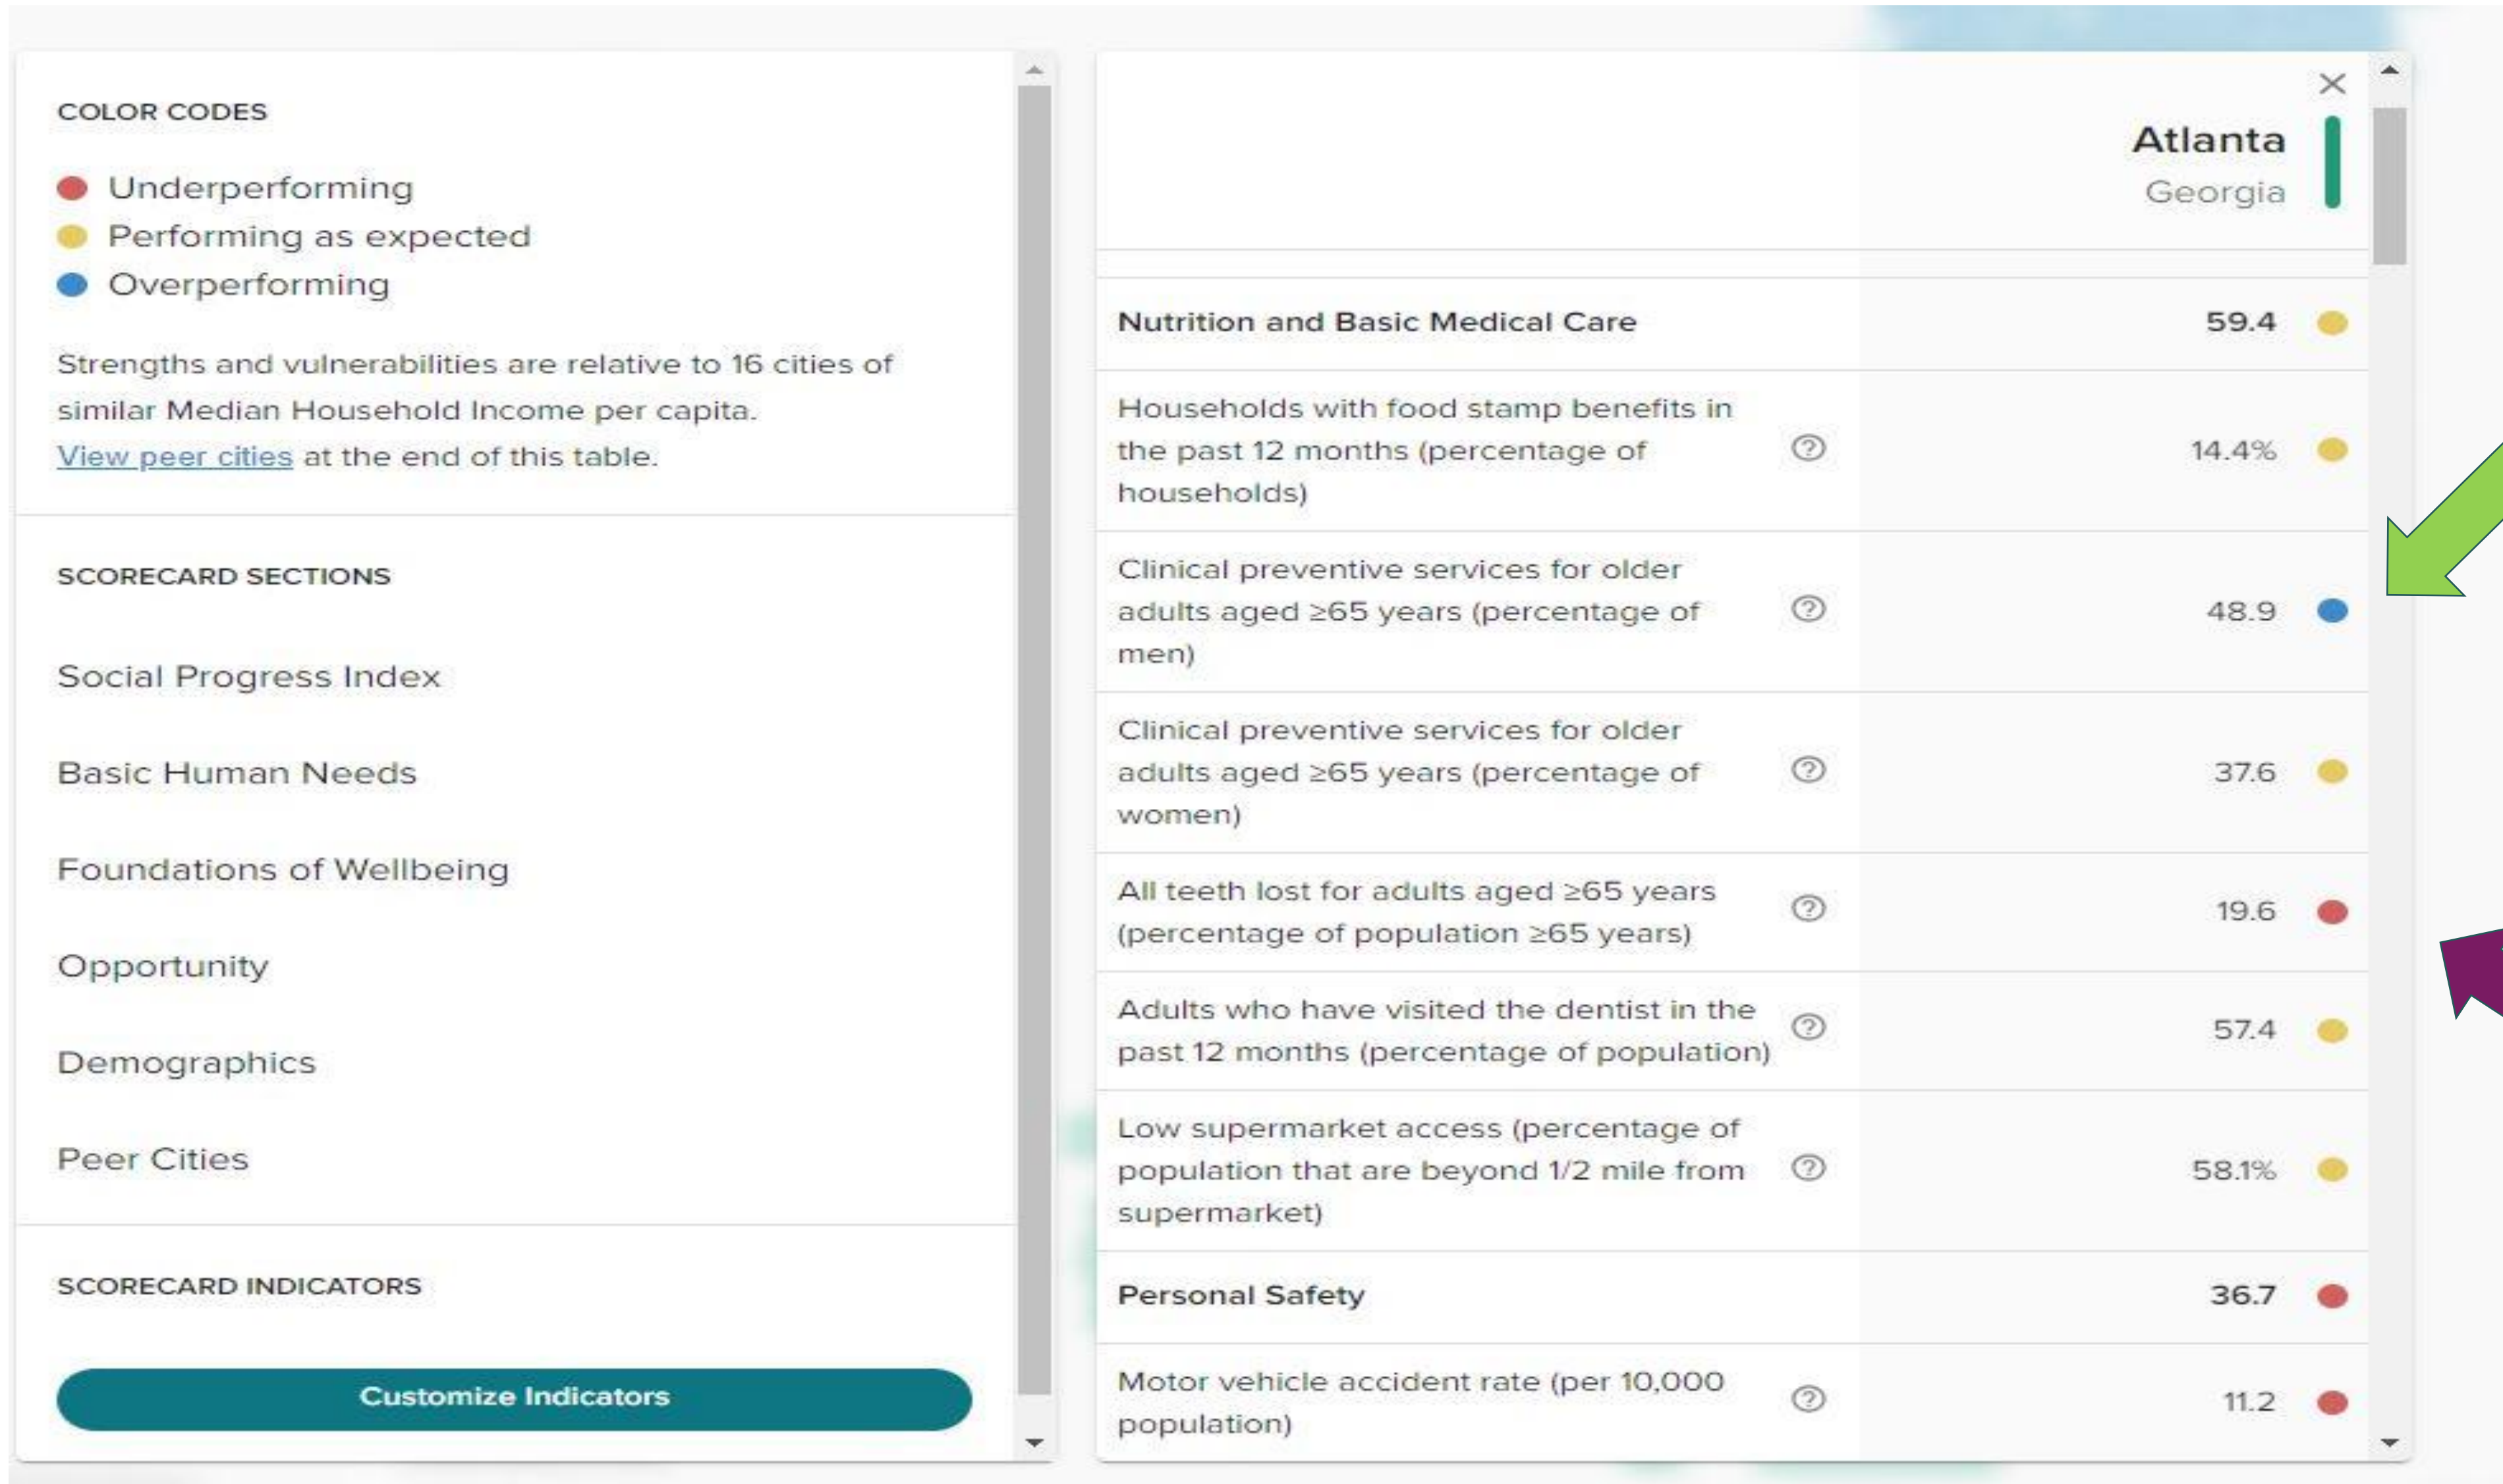 COLOR CODES
Underperforming
Performing as expected
Overperforming
Strengths and vulnerabilities are relative to 16 cities of
similar Median Household Income per capita.
View peer cities at the end of this table.
SCORECARD SECTIONS
Social Progress Index
Basic Human Needs
Foundations of Wellbeing
Opportunity
Demographics
Peer Cities
SCORECARD INDICATORS
Customize Indicators
Atlanta
Georgia
Nutrition and Basic Medical Care 59.4
Households with food stamp benefits in
the past 12 months (percentage of
households)
14.4%
Clinical preventive services for older
adults aged ≥65 years (percentage of
men)
48.9
Clinical preventive services for older
adults aged ≥65 years (percentage of
women)
37.6
All teeth lost for adults aged ≥65 years
(percentage of population ≥65 years)
19.6
Adults who have visited the dentist in the
past 12 months (percentage of population)
57.4
Low supermarket access (percentage of
population that are beyond 1/2 mile from
supermarket)
58.1%
Personal Safety 36.7
Motor vehicle accident rate (per 10,000
population)
11.2